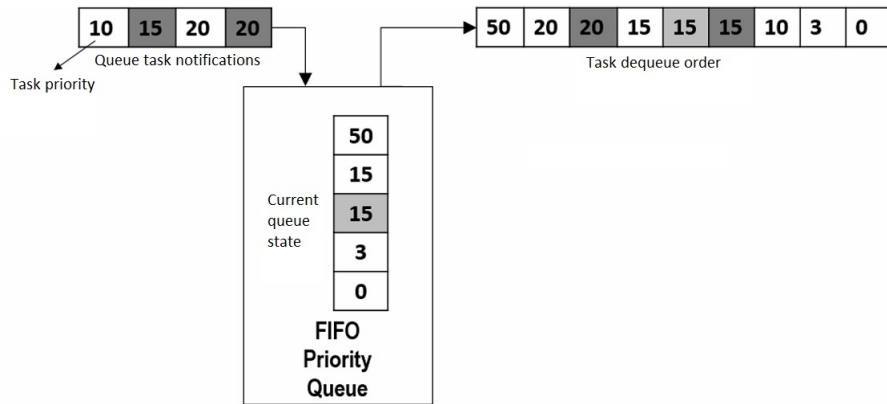 10 15 20 20
Queue task notifications
Task priority
50 20 20 15 15 15 10 3 0
Task dequeue order
50
15
15
3
0
Current
queue
state
FIFO
Priority
Queue